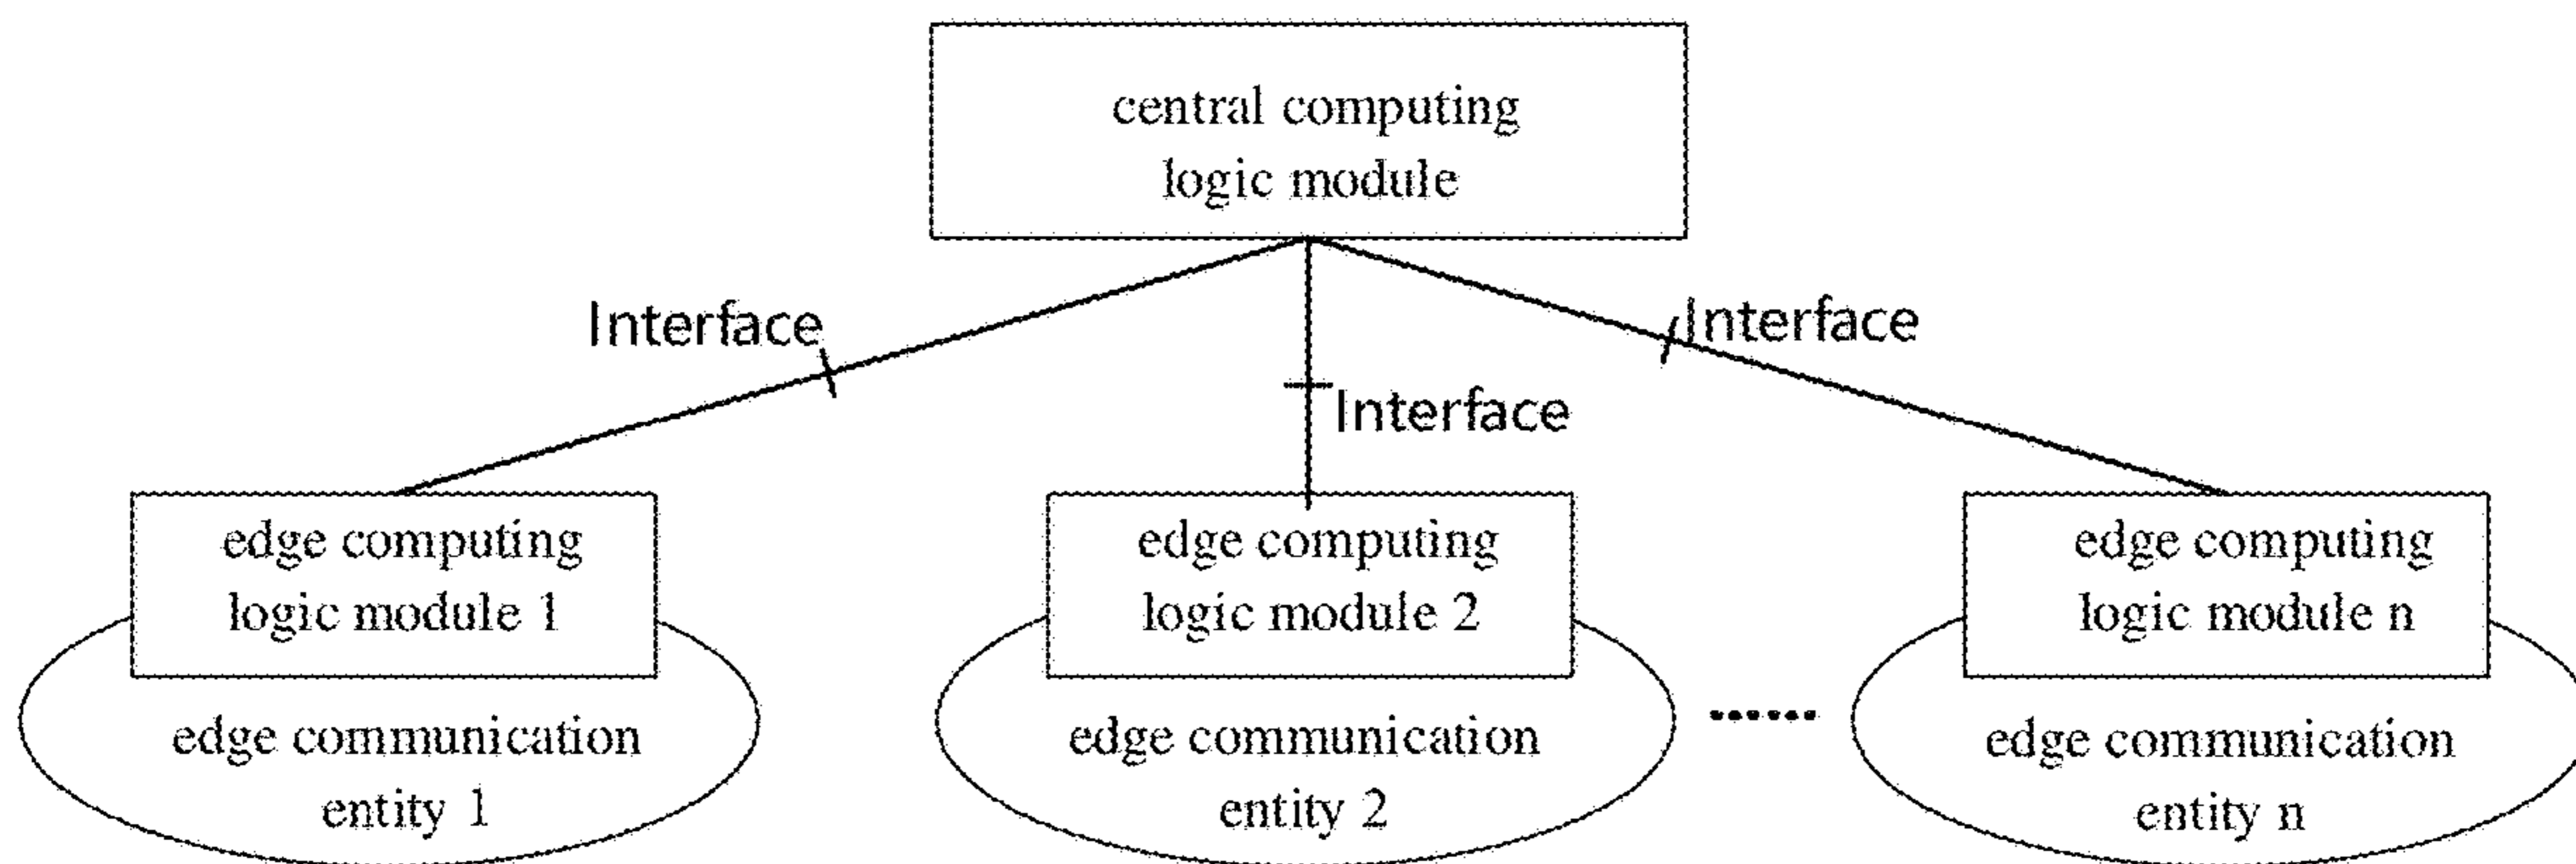 central computing
logic module
Interface
Interface
Interface
edge computing
logic module 1
edge computing
logic module 2
edge computing
logic module n
edge communication
entity 1
edge communication
entity 2
......
edge communication
entity n